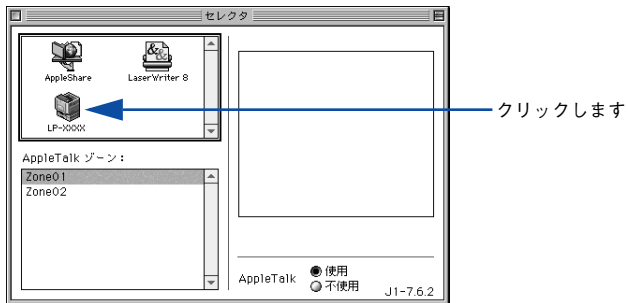 セレクタ
AppleShare
LaserWriter 8
LP-XXXX
クリックします
AppleTalk ゾーン：
Zone01
Zone02
AppleTalk
使用
不使用
J1-7.6.2